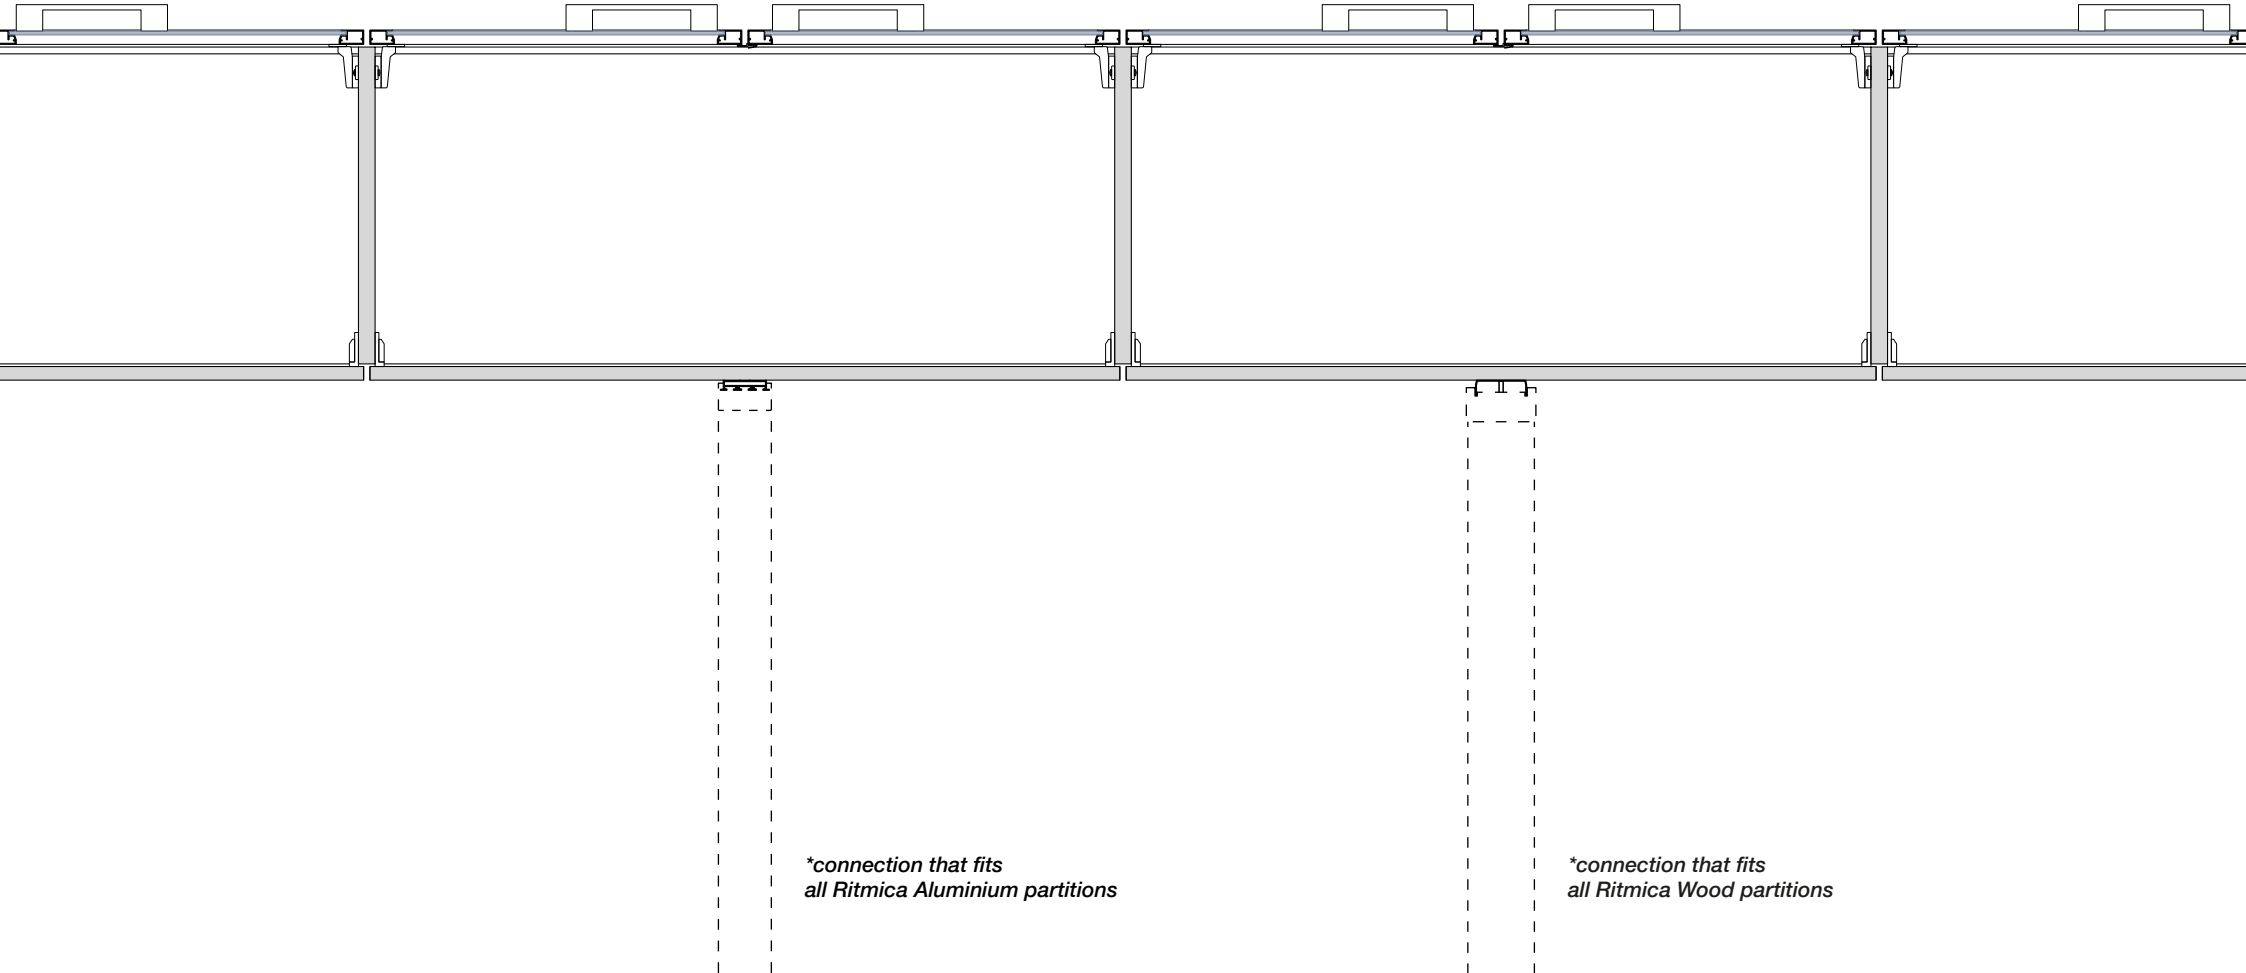 *connection that fits
all Ritmica Aluminium partitions
*connection that fits
all Ritmica Wood partitions